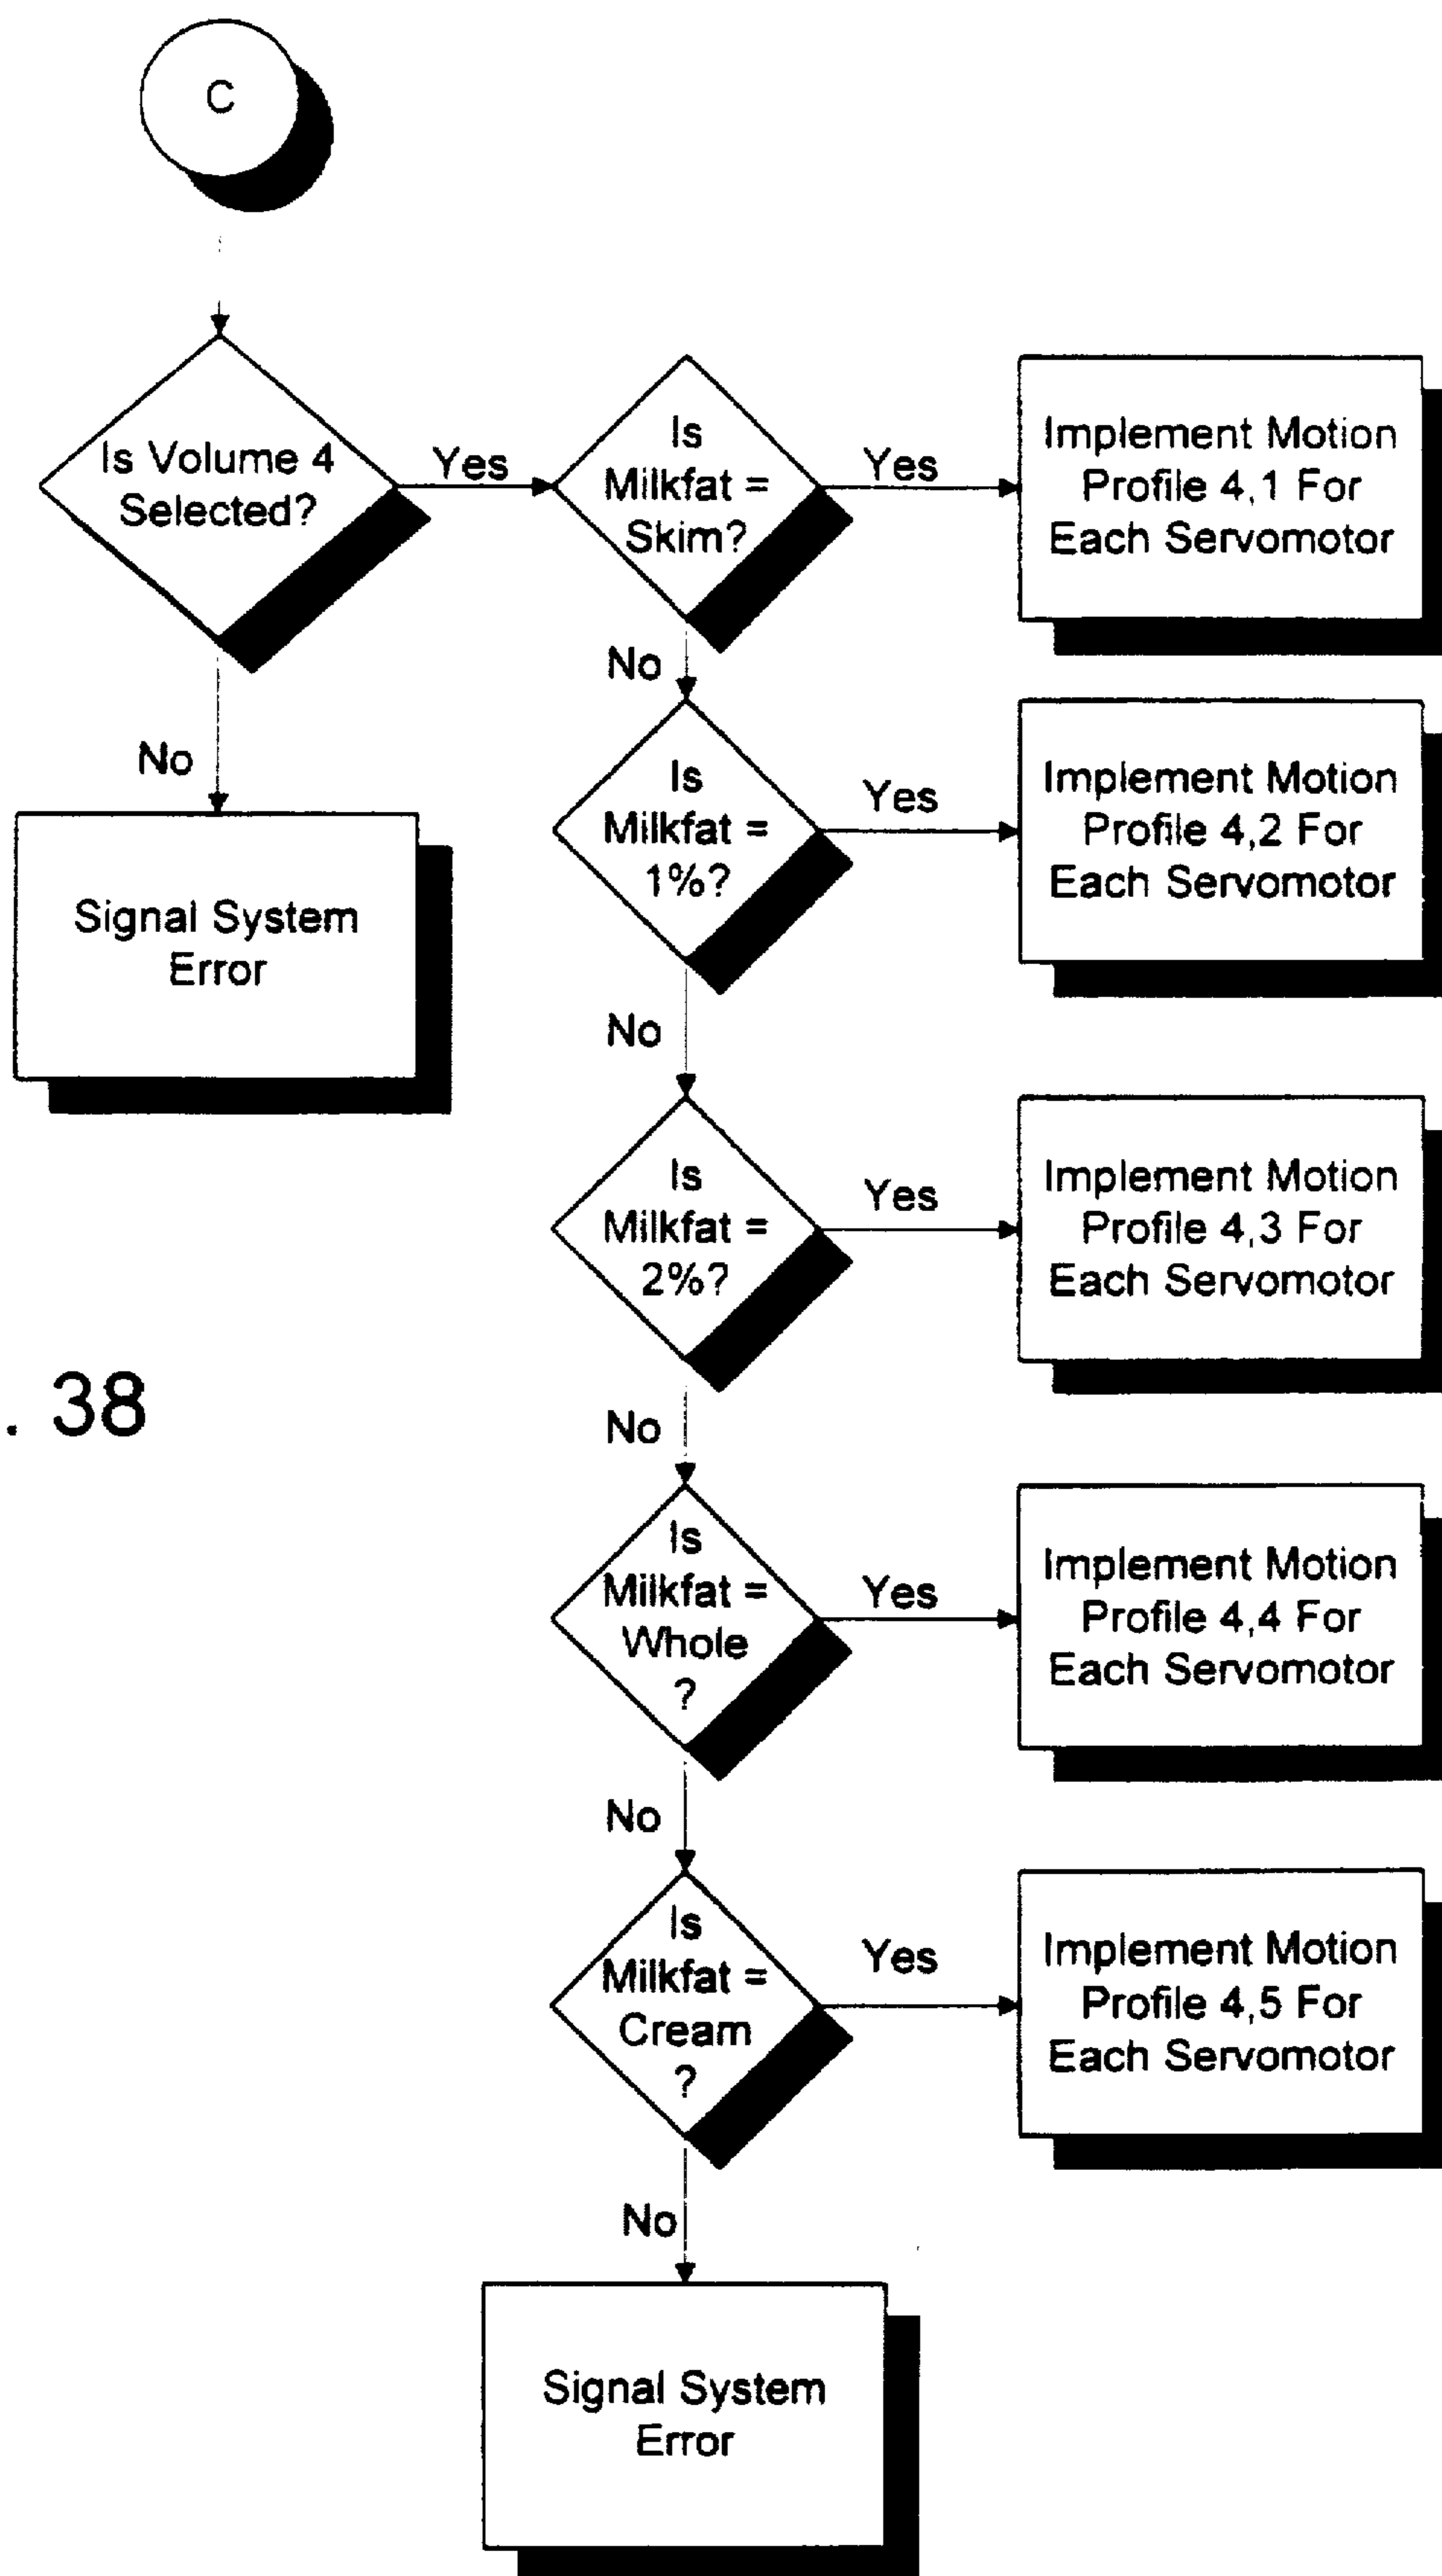 C
Is Volume 4
Selected?
Yes
Is
Milkfat =
Skim?
Yes
Implement Motion
Profile 4,1 For
Each Servomotor
No
No
Is
Milkfat =
1%?
Yes
Implement Motion
Profile 4,2 For
Each Servomotor
Signal System
Error
No
Is
Milkfat =
2%?
Yes
Implement Motion
Profile 4,3 For
Each Servomotor
. 38
No
Is
Milkfat =
Whole
?
Yes
Implement Motion
Profile 4,4 For
Each Servomotor
No
Is
Milkfat =
Cream
?
Yes
Implement Motion
Profile 4,5 For
Each Servomotor
No
Signal System
Error